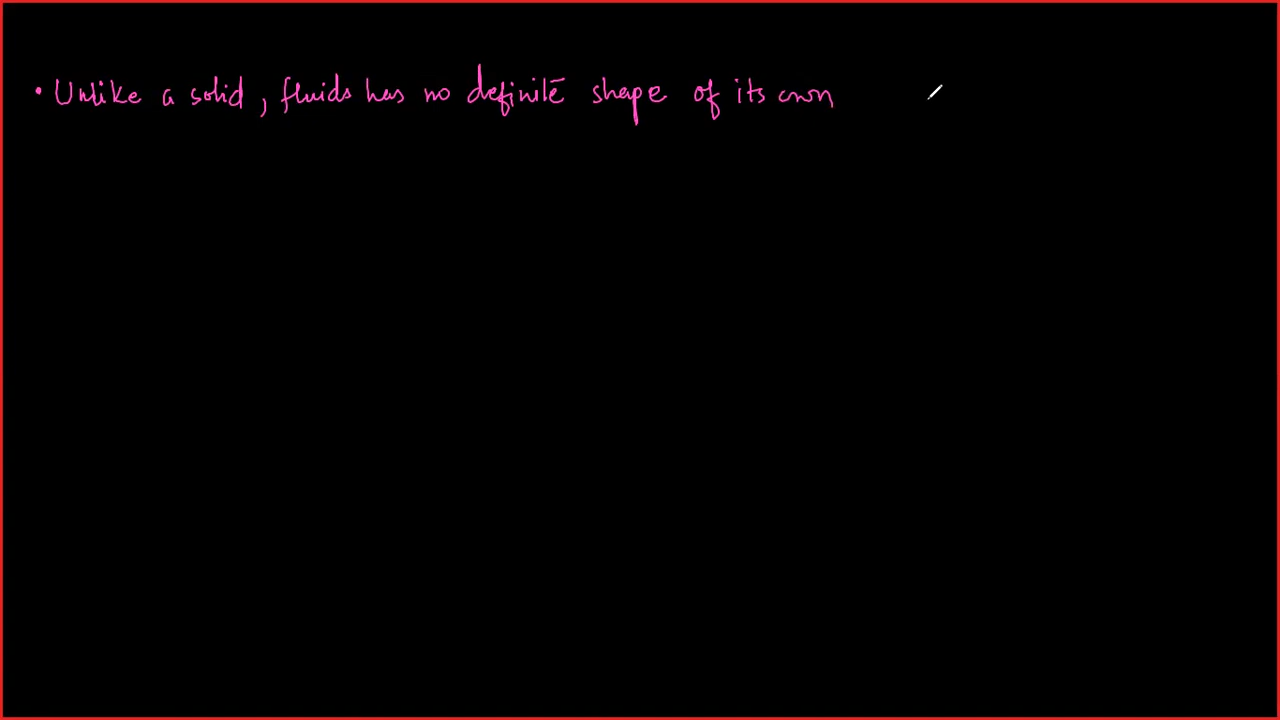 • Unlike a solid, fluids has no definite shape of its own